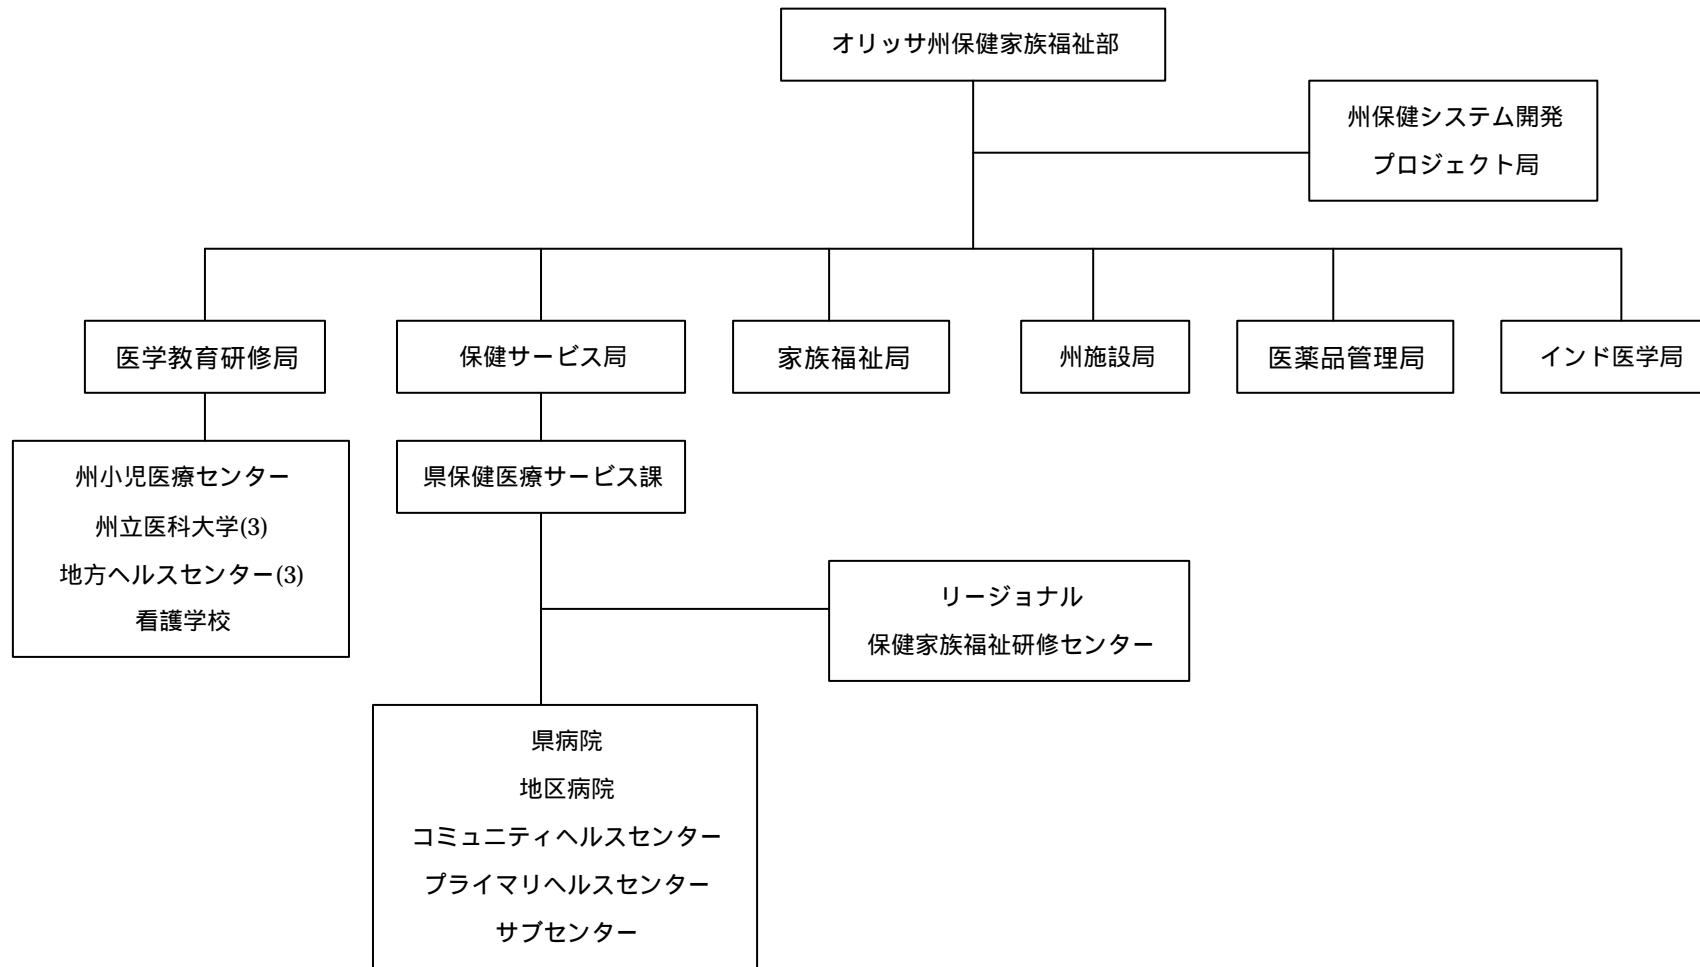 オリッサ州保健家族福祉部
州保健システム開発
プロジェクト局
医学教育研修局
保健サービス局
家族福祉局
州施設局
医薬品管理局
インド医学局
州小児医療センター
州立医科大学(3)
地方ヘルスセンター(3)
看護学校
県保健医療サービス課
リージョナル
保健家族福祉研修センター
県病院
地区病院
コミュニティヘルスセンター
プライマリヘルスセンター
サブセンター